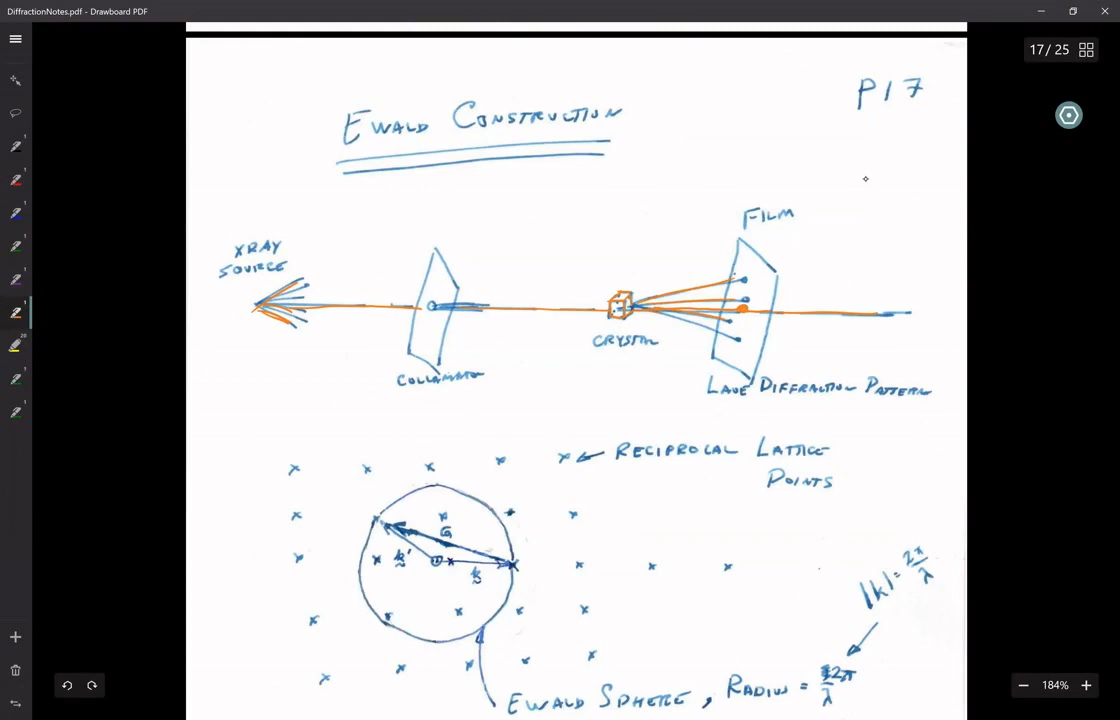 DiffractionNotes.pdf - Drawboard PDF
17/25
P17
EWALD CONSTRUCTION
FILM
XRAY
SOURCE
CRYSTAL
COLLIMATOR
LAUE DIFFRACTION PATTERN
RECIPROCAL LATTICE
POINTS
G
k'
k
|k| = 2π/λ
EWALD SPHERE, RADIUS = 2π/λ
184%